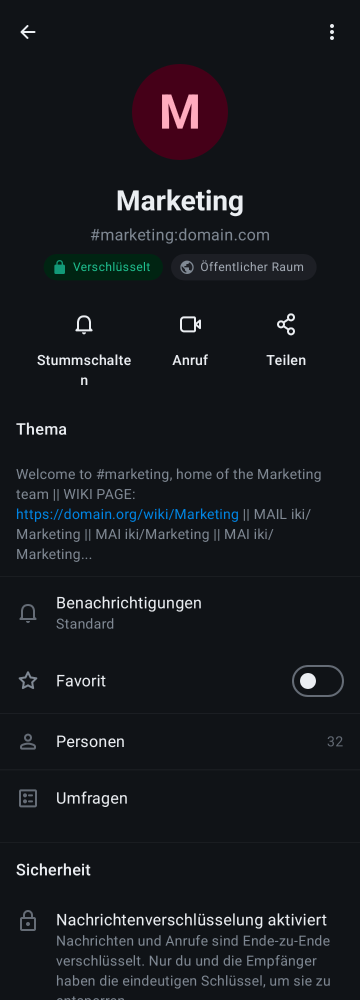 M
Marketing
#marketing:domain.com
Verschlüsselt
Öffentlicher Raum
Stummschalte
n
Anruf
Teilen
Thema
Welcome to #marketing, home of the Marketing
team || WIKI PAGE:
https://domain.org/wiki/Marketing || MAIL iki/
Marketing || MAI iki/Marketing || MAI iki/
Marketing...
Benachrichtigungen
Standard
Favorit
Personen
32
Umfragen
Sicherheit
Nachrichtenverschlüsselung aktiviert
Nachrichten und Anrufe sind Ende-zu-Ende
verschlüsselt. Nur du und die Empfänger
haben die eindeutigen Schlüssel, um sie zu